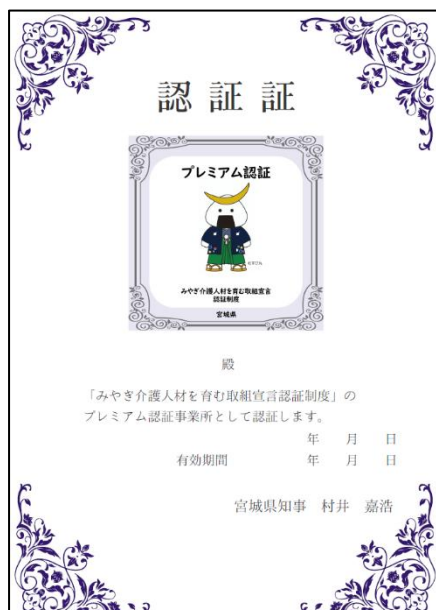 認証証
プレミアム認証
むすび丸
みやぎ介護人材を育む取組宣言
認証制度
宮城県
殿
「みやぎ介護人材を育む取組宣言認証制度」の
プレミアム認証事業所として認証します。
年 月 日
有効期間 年 月 日
宮城県知事 村井 嘉浩